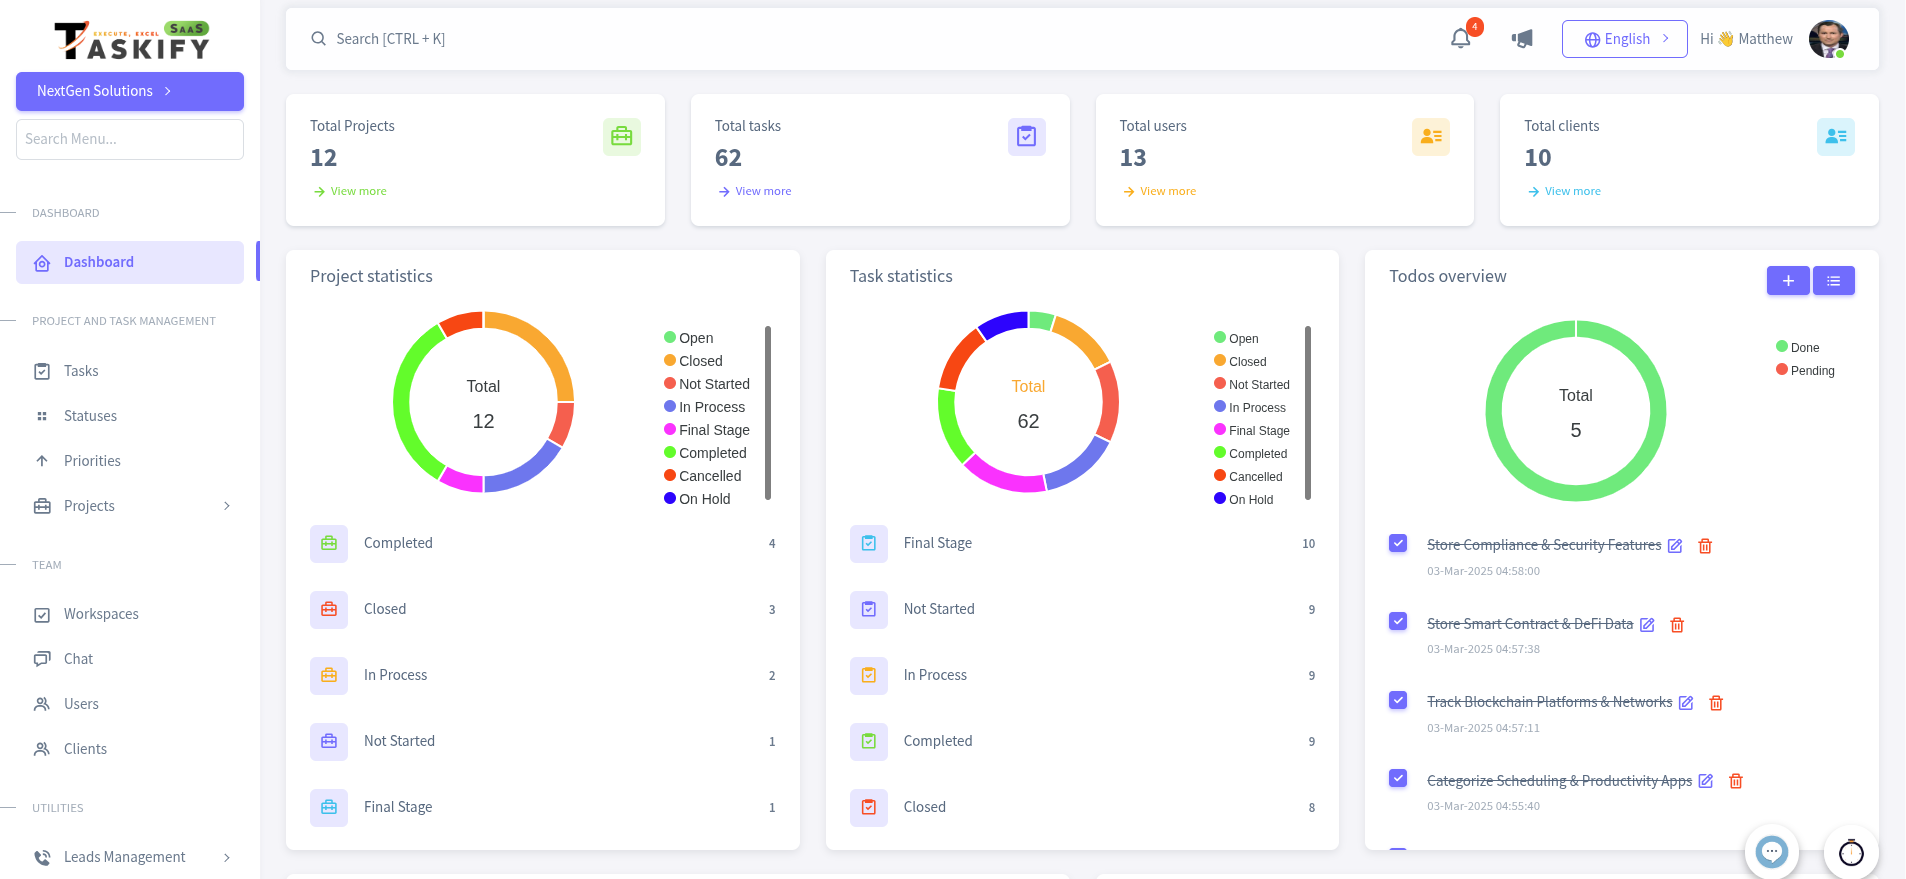 EXECUTE, EXCEL SAAS
TASKIFY
NextGen Solutions
Search Menu...
DASHBOARD
Dashboard
PROJECT AND TASK MANAGEMENT
Tasks
Statuses
Priorities
Projects
TEAM
Workspaces
Chat
Users
Clients
UTILITIES
Leads Management
Search [CTRL + K]
4
English
Hi 👋 Matthew
Total Projects
12
View more
Total tasks
62
View more
Total users
13
View more
Total clients
10
View more
Project statistics
Total
12
Open
Closed
Not Started
In Process
Final Stage
Completed
Cancelled
On Hold
Completed 4
Closed 3
In Process 2
Not Started 1
Final Stage 1
Task statistics
Total
62
Open
Closed
Not Started
In Process
Final Stage
Completed
Cancelled
On Hold
Final Stage 10
Not Started 9
In Process 9
Completed 9
Closed 8
Todos overview
Total
5
Done
Pending
Store Compliance & Security Features
03-Mar-2025 04:58:00
Store Smart Contract & DeFi Data
03-Mar-2025 04:57:38
Track Blockchain Platforms & Networks
03-Mar-2025 04:57:11
Categorize Scheduling & Productivity Apps
03-Mar-2025 04:55:40